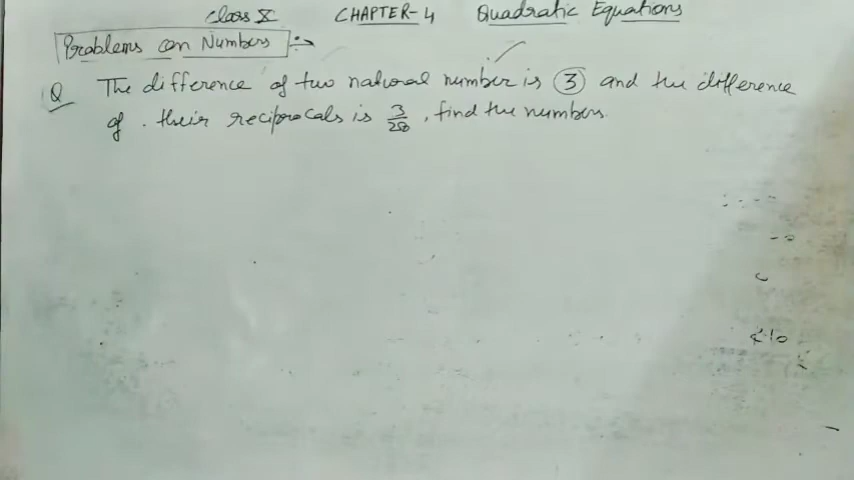 Class X CHAPTER-4 Quadratic Equations
Problems on Numbers :→
Q The difference of two natural number is 3 and the difference
of . their reciprocals is 3/28 , find the numbers.